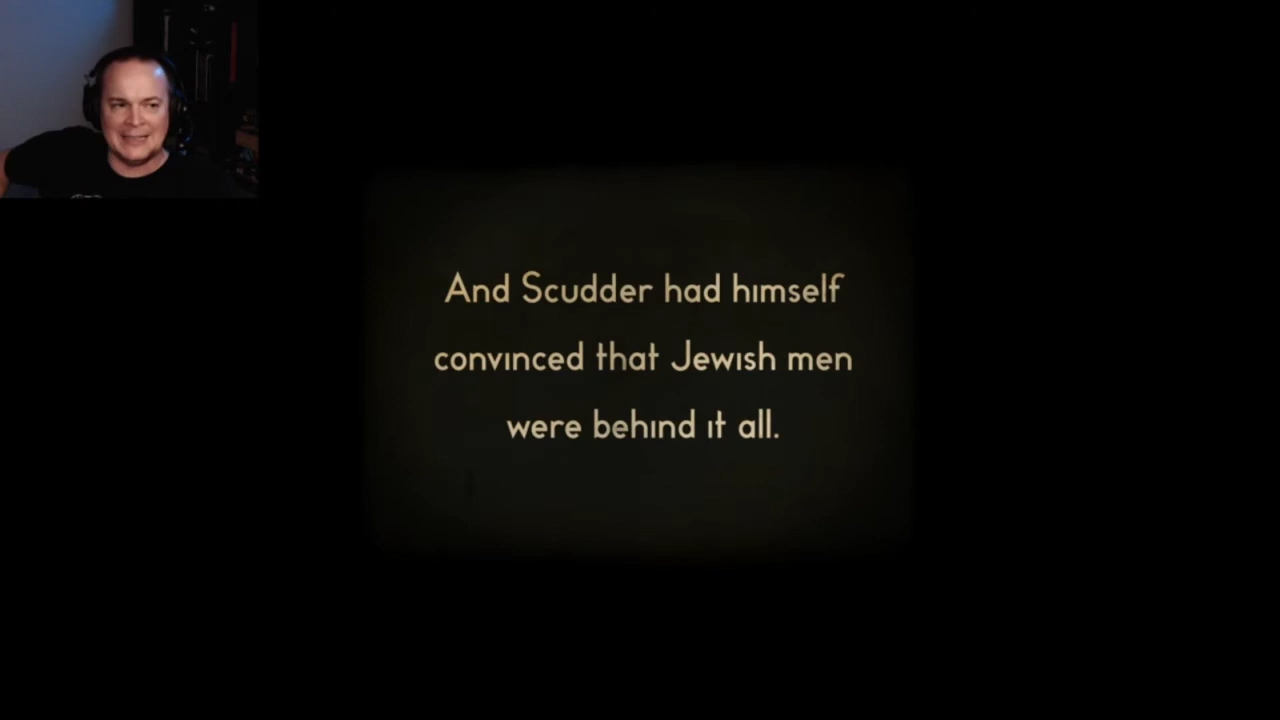 And Scudder had himself
convinced that Jewish men
were behind it all.